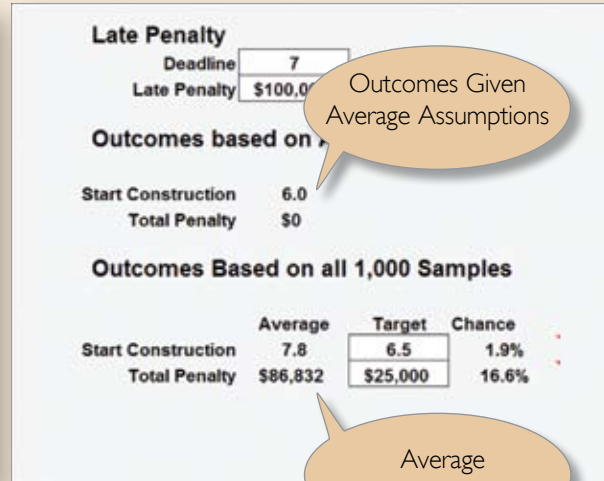 Late Penalty
Deadline 7
Late Penalty $100,0
Outcomes Given
Average Assumptions
Outcomes based on
Start Construction 6.0
Total Penalty $0
Outcomes Based on all 1,000 Samples
Average Target Chance
Start Construction 7.8 6.5 1.9%
Total Penalty $86,832 $25,000 16.6%
Average